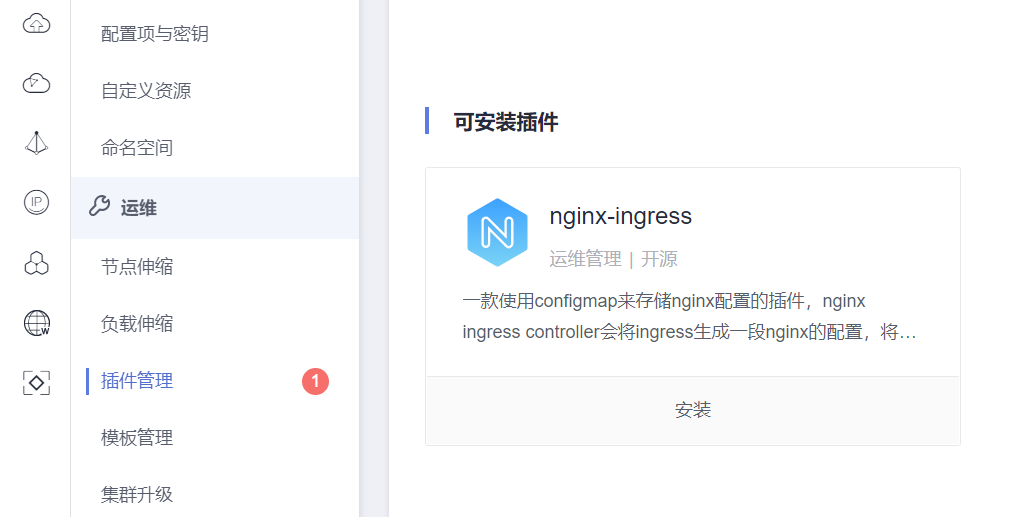 配置项与密钥
自定义资源
命名空间
运维
节点伸缩
负载伸缩
插件管理
1
模板管理
集群升级
IP
W
可安装插件
N
nginx-ingress
运维管理 | 开源
一款使用configmap来存储nginx配置的插件，nginx
ingress controller会将ingress生成一段nginx的配置，将…
安装